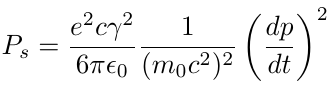 $P_s = \frac{e^2 c \gamma^2}{6 \pi \epsilon_0} \frac{1}{(m_0 c^2)^2} \left( \frac{dp}{dt} \right)^2$